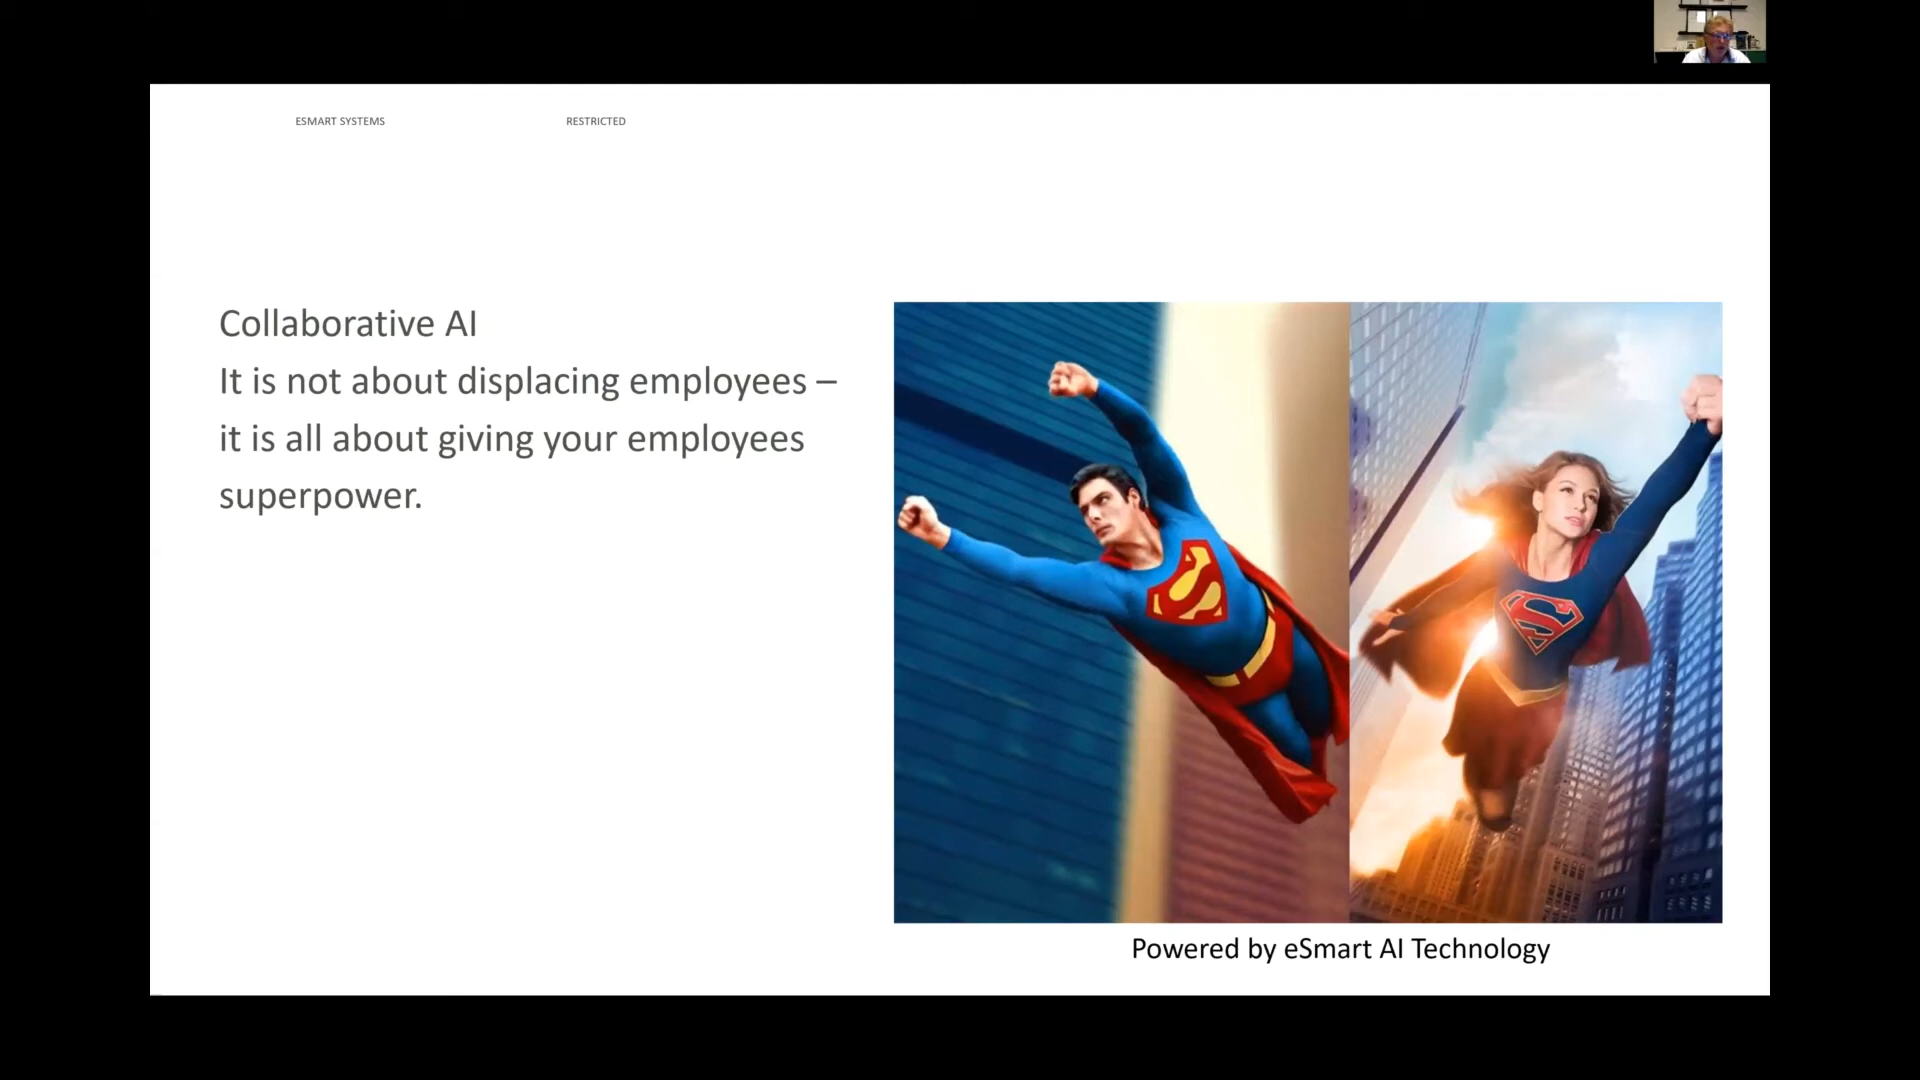 ESMART SYSTEMS
RESTRICTED
Collaborative AI
It is not about displacing employees –
it is all about giving your employees
superpower.
Powered by eSmart AI Technology